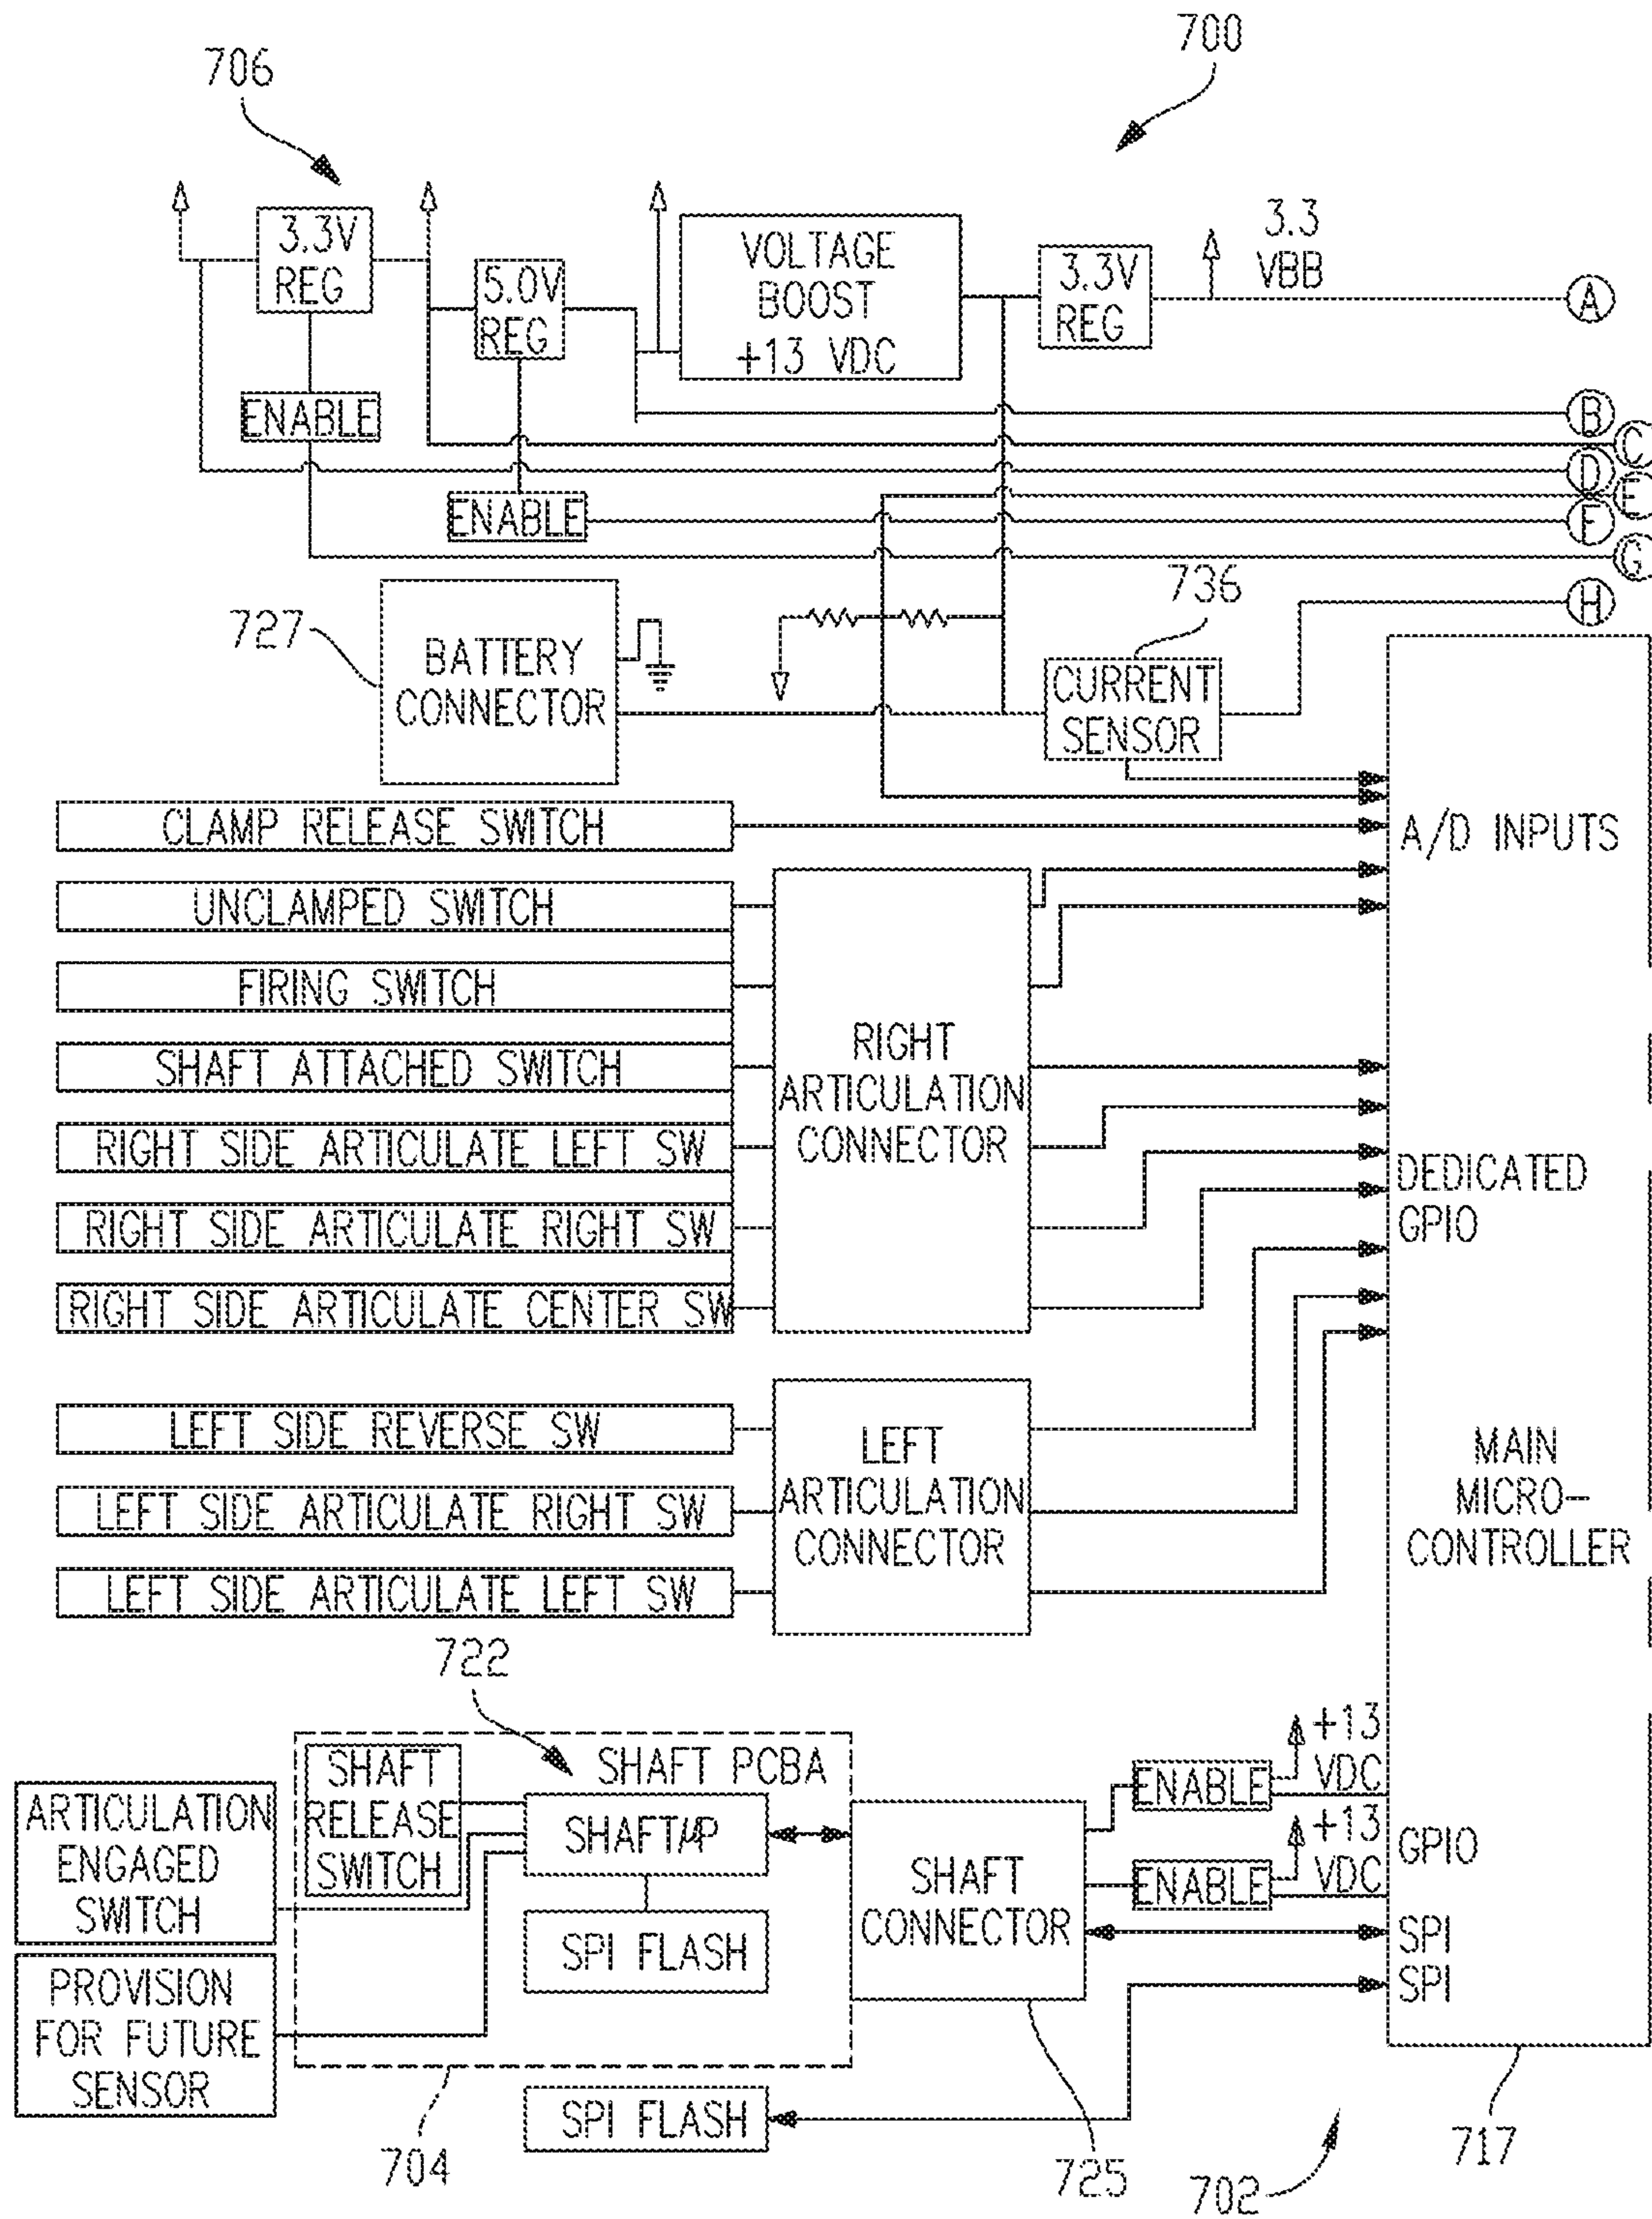 706
700
3.3V
REG
5.0V
REG
VOLTAGE
BOOST
+13 VDC
3.3V
REG
3.3
VBB
A
ENABLE
B
C
D
E
ENABLE
F
G
736
H
727
BATTERY
CONNECTOR
CURRENT
SENSOR
CLAMP RELEASE SWITCH
A/D INPUTS
UNCLAMPED SWITCH
FIRING SWITCH
SHAFT ATTACHED SWITCH
RIGHT SIDE ARTICULATE LEFT SW
RIGHT SIDE ARTICULATE RIGHT SW
RIGHT SIDE ARTICULATE CENTER SW
RIGHT
ARTICULATION
CONNECTOR
DEDICATED
GPIO
LEFT SIDE REVERSE SW
LEFT SIDE ARTICULATE RIGHT SW
LEFT SIDE ARTICULATE LEFT SW
LEFT
ARTICULATION
CONNECTOR
MAIN
MICRO-
CONTROLLER
722
SHAFT
RELEASE
SWITCH
SHAFT PCBA
ARTICULATION
ENGAGED
SWITCH
SHAFT µP
SPI FLASH
SHAFT
CONNECTOR
ENABLE
+13
VDC
ENABLE
+13
VDC
GPIO
SPI
SPI
PROVISION
FOR FUTURE
SENSOR
SPI FLASH
704
725
702
717